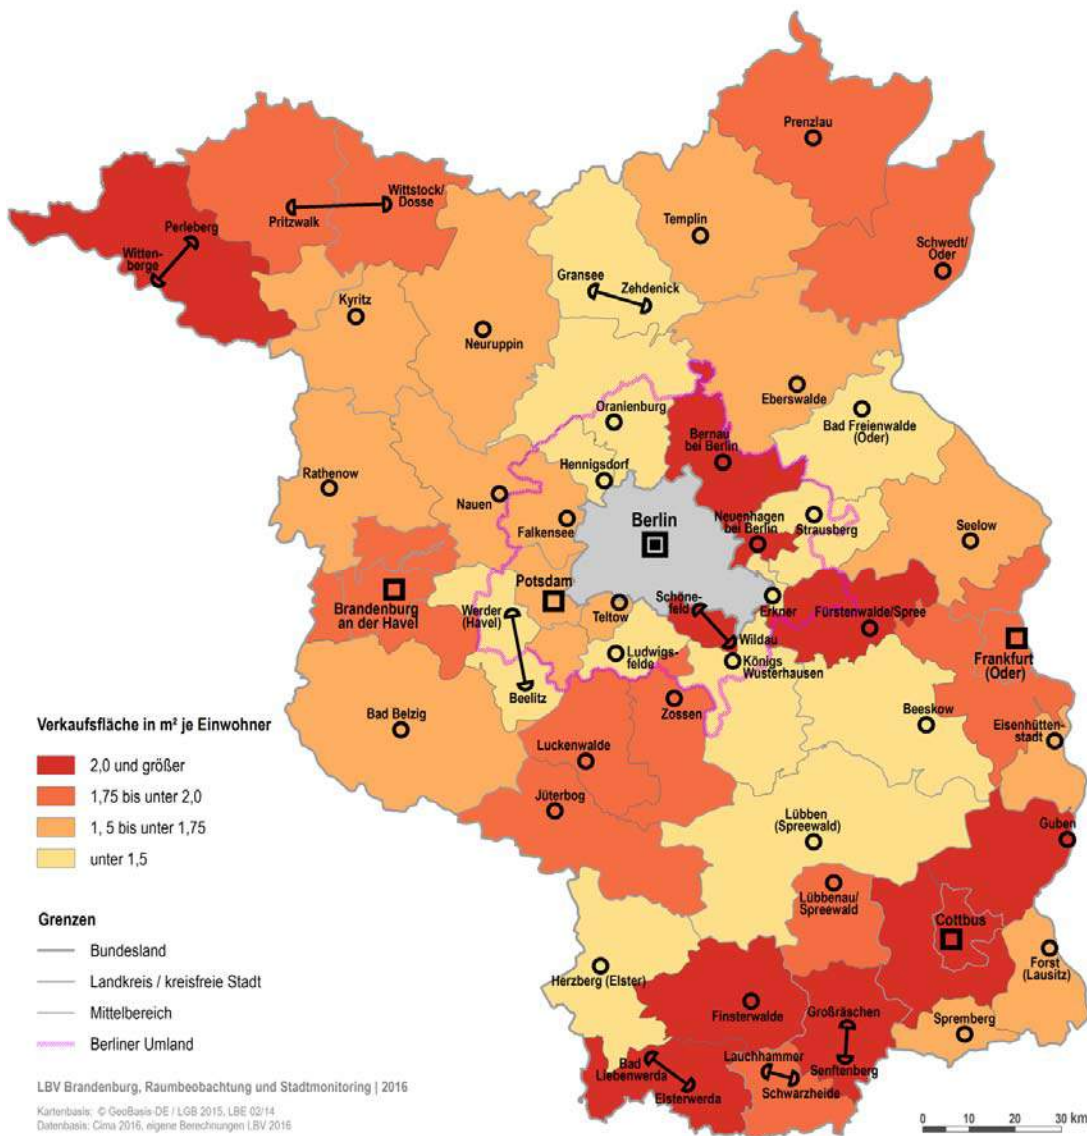 Prenzlau
Wittstock/
Dosse
Pritzwalk
Perleberg
Witten-
berge
Templin
Schwedt/
Oder
Gransee
Zehdenick
Kyritz
Neuruppin
Eberswalde
Oranienburg
Bad Freienwalde
(Oder)
Bernau
bei Berlin
Hennigsdorf
Rathenow
Nauen
Falkensee
Berlin
Neuenhagen
bei Berlin
Strausberg
Seelow
Potsdam
Brandenburg
an der Havel
Werder
(Havel)
Teltow
Schöne-
feld
Erkner
Fürstenwalde/Spree
Wildau
Ludwigs-
felde
Königs
Wusterhausen
Frankfurt
(Oder)
Beelitz
Zossen
Bad Belzig
Beeskow
Eisenhütten-
stadt
Luckenwalde
Jüterbog
Lübben
(Spreewald)
Guben
Lübbenau/
Spreewald
Cottbus
Forst
(Lausitz)
Herzberg (Elster)
Finsterwalde
Großräschen
Spremberg
Bad
Liebenwerda
Lauchhammer
Senftenberg
Elsterwerda
Schwarzheide
Verkaufsfläche in m² je Einwohner
2,0 und größer
1,75 bis unter 2,0
1, 5 bis unter 1,75
unter 1,5
Grenzen
Bundesland
Landkreis / kreisfreie Stadt
Mittelbereich
Berliner Umland
LBV Brandenburg, Raumbeobachtung und Stadtmonitoring | 2016
Kartenbasis: © GeoBasis-DE / LGB 2015, LBE 02/14
Datenbasis: Cima 2016, eigene Berechnungen LBV 2016
0 5 10 20 30 km